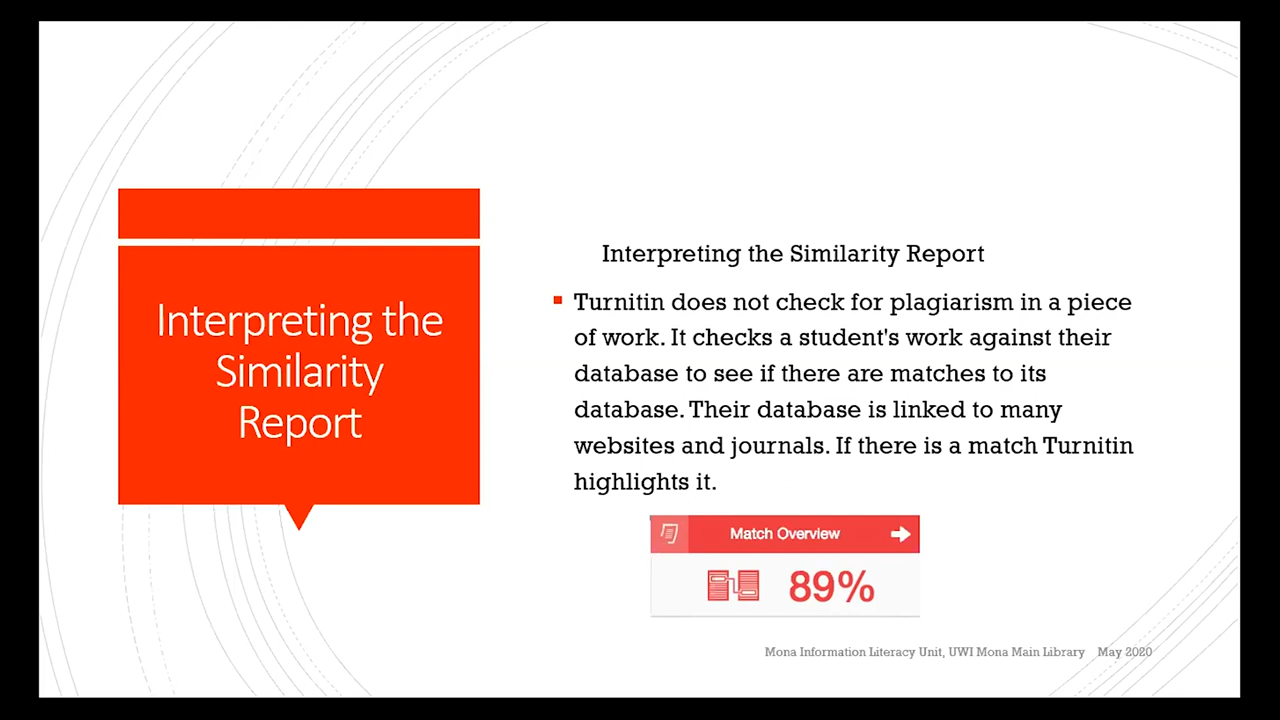 Interpreting the
Similarity
Report
Interpreting the Similarity Report
Turnitin does not check for plagiarism in a piece
of work. It checks a student's work against their
database to see if there are matches to its
database. Their database is linked to many
websites and journals. If there is a match Turnitin
highlights it.
Match Overview
89%
Mona Information Literacy Unit, UWI Mona Main Library May 2020